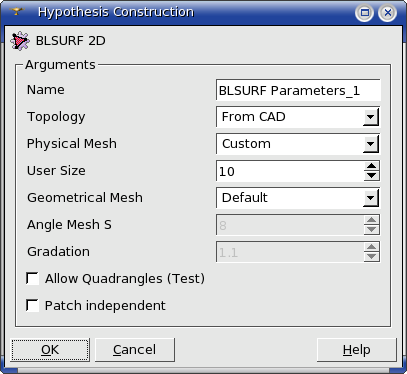 Hypothesis Construction
BLSURF 2D
Arguments
Name BLSURF Parameters_1
Topology From CAD
Physical Mesh Custom
User Size 10
Geometrical Mesh Default
Angle Mesh S 8
Gradation 1.1
Allow Quadrangles (Test)
Patch independent
OK Cancel Help